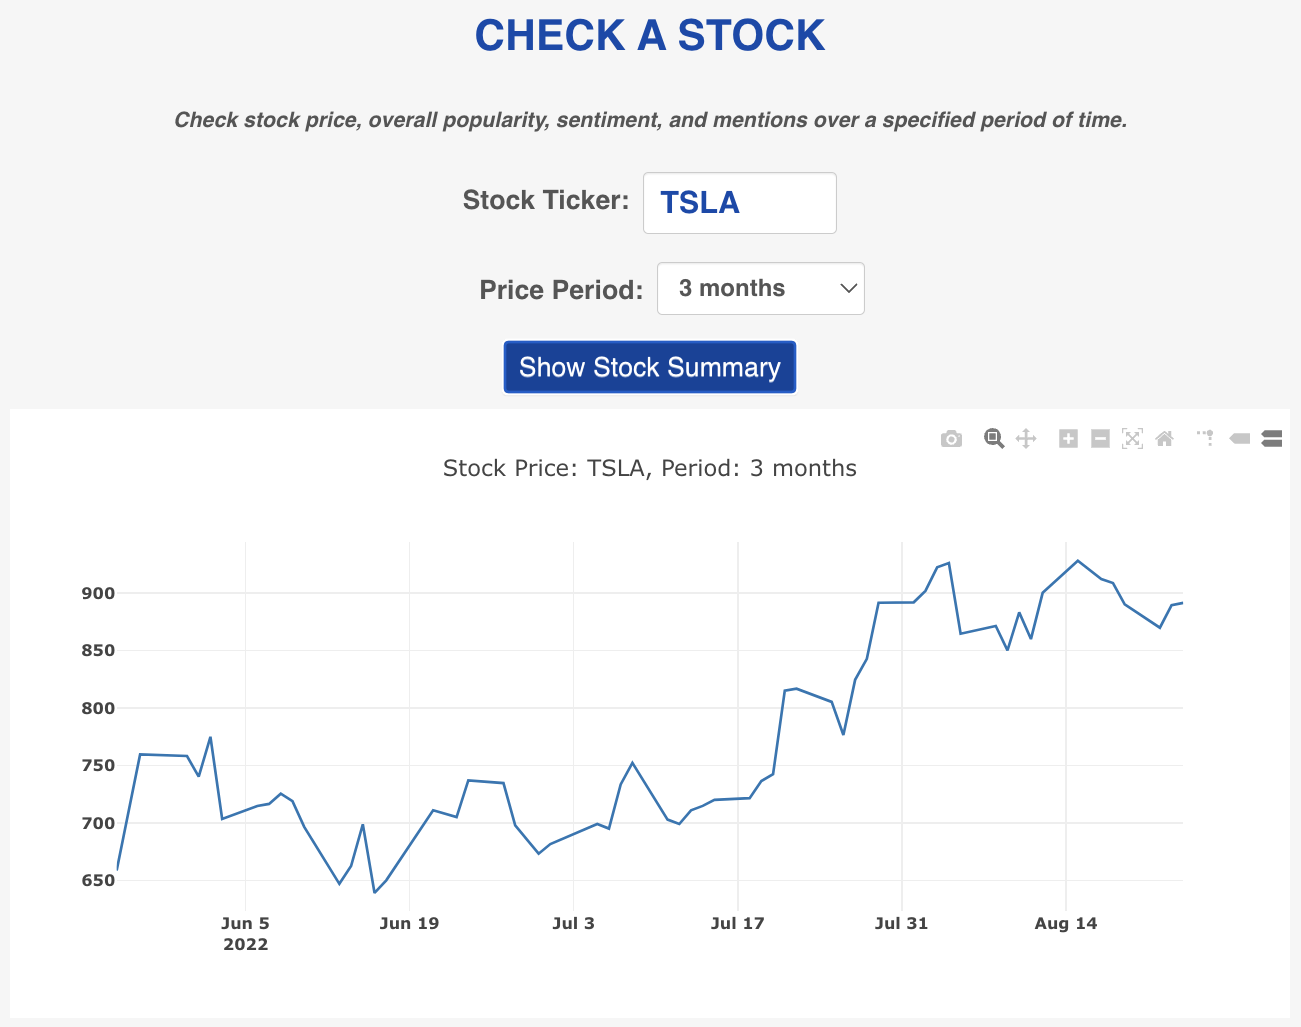 CHECK A STOCK
Check stock price, overall popularity, sentiment, and mentions over a specified period of time.
Stock Ticker: TSLA
Price Period: 3 months
Show Stock Summary
Stock Price: TSLA, Period: 3 months
900
850
800
750
700
650
Jun 5 Jun 19 Jul 3 Jul 17 Jul 31 Aug 14
2022